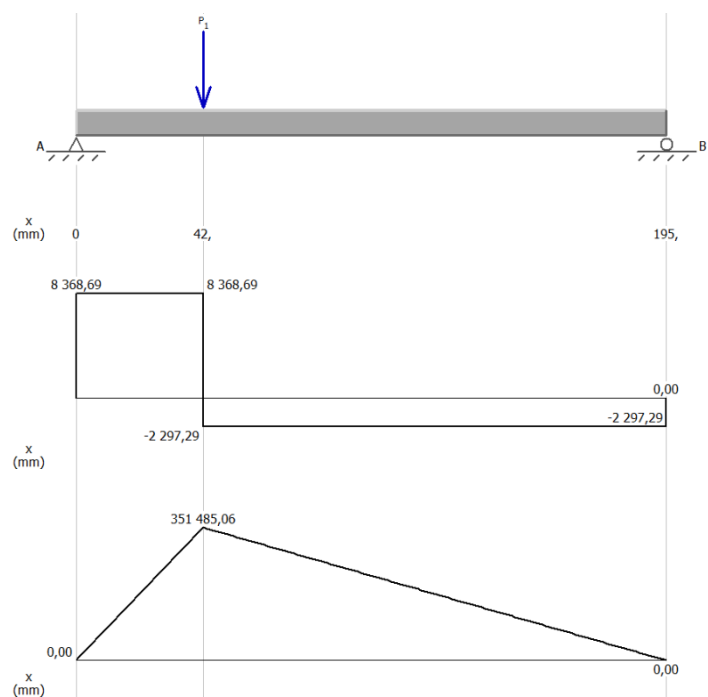 P1
A
B
x
(mm)
0
42,
195,
8 368,69
8 368,69
0,00
-2 297,29
-2 297,29
x
(mm)
351 485,06
0,00
0,00
x
(mm)